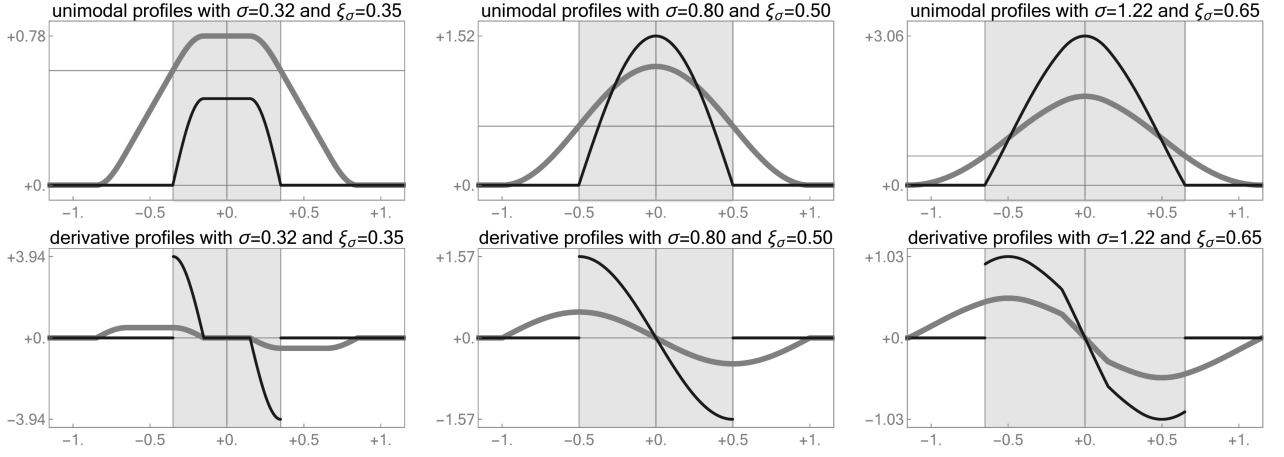 unimodal profiles with σ=0.32 and ξσ=0.35
+0.78
+0.
−1. −0.5 +0. +0.5 +1.
unimodal profiles with σ=0.80 and ξσ=0.50
+1.52
+0.
−1. −0.5 +0. +0.5 +1.
unimodal profiles with σ=1.22 and ξσ=0.65
+3.06
+0.
−1. −0.5 +0. +0.5 +1.
derivative profiles with σ=0.32 and ξσ=0.35
+3.94
+0.
−3.94
−1. −0.5 +0. +0.5 +1.
derivative profiles with σ=0.80 and ξσ=0.50
+1.57
+0.
−1.57
−1. −0.5 +0. +0.5 +1.
derivative profiles with σ=1.22 and ξσ=0.65
+1.03
+0.
−1.03
−1. −0.5 +0. +0.5 +1.